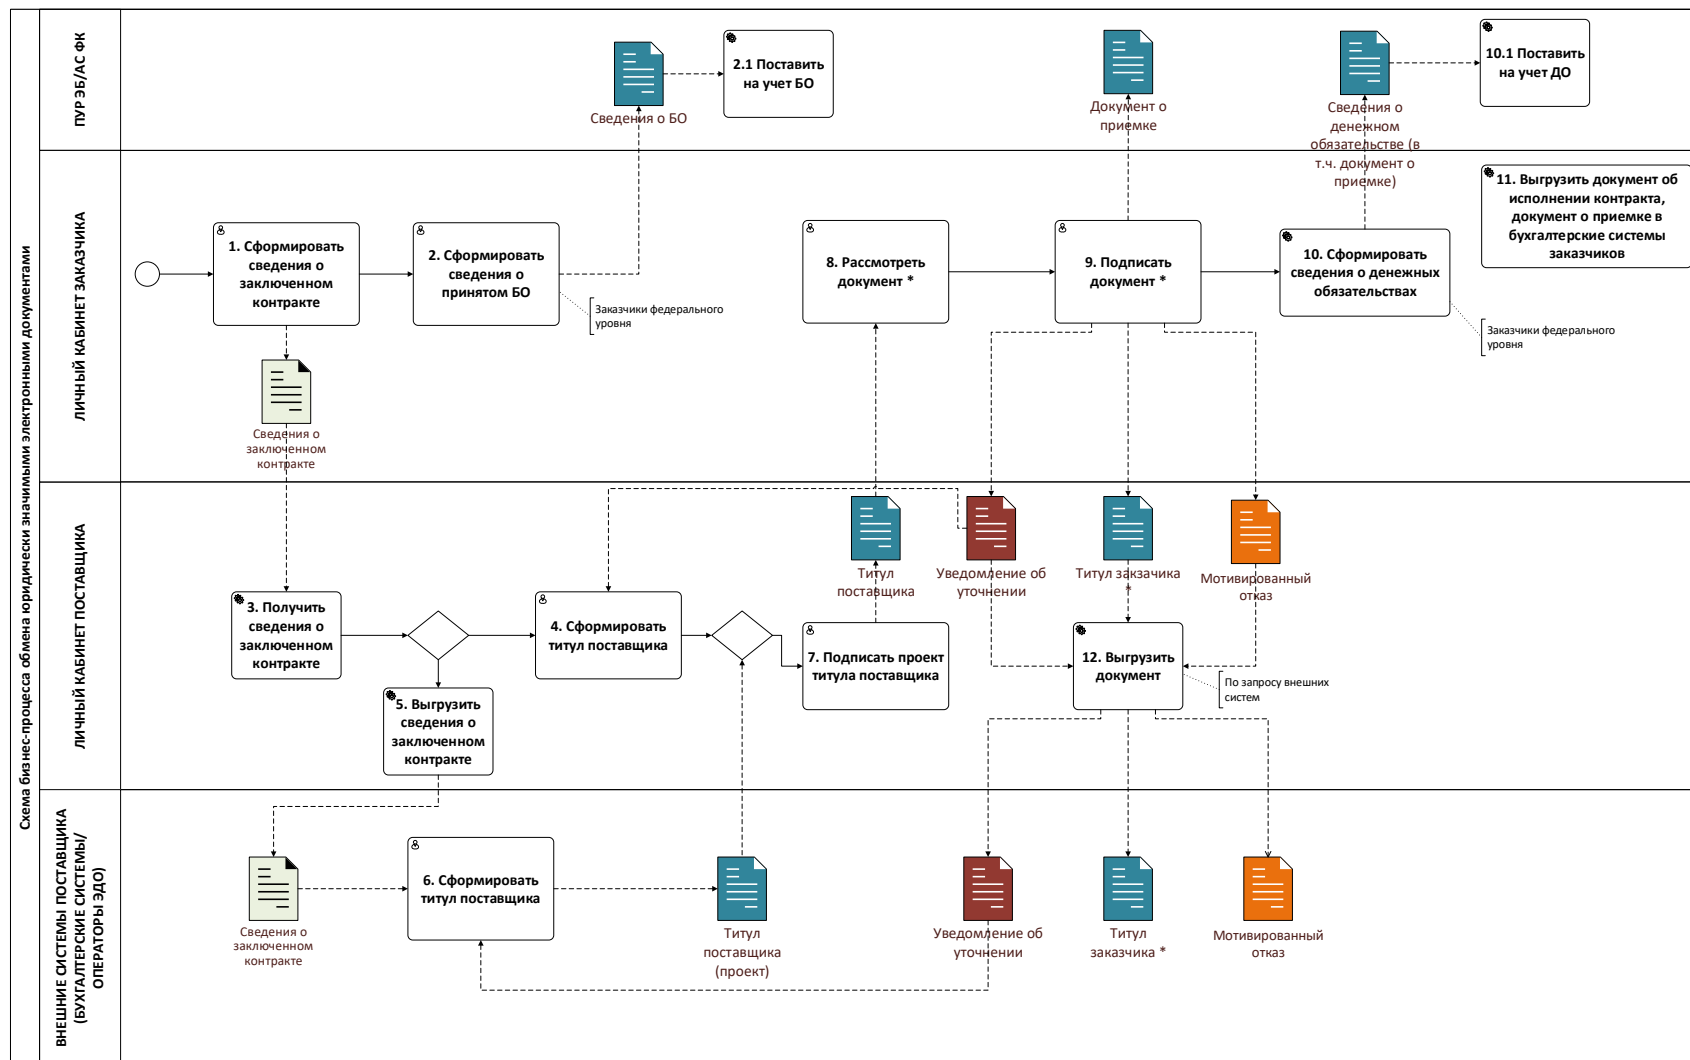 Схема бизнес-процесса обмена юридически значимыми электронными документами
ПУР ЭБ/АС ФК
Сведения о БО
2.1 Поставить
на учет БО
Документ о
приемке
Сведения о
денежном
обязательстве (в
т.ч. документ о
приемке)
10.1 Поставить
на учет ДО
ЛИЧНЫЙ КАБИНЕТ ЗАКАЗЧИКА
1. Сформировать
сведения о
заключенном
контракте
2. Сформировать
сведения о
принятом БО
Заказчики федерального
уровня
8. Рассмотреть
документ *
9. Подписать
документ *
10. Сформировать
сведения о денежных
обязательствах
Заказчики федерального
уровня
11. Выгрузить документ об
исполнении контракта,
документ о приемке в
бухгалтерские системы
заказчиков
Сведения о
заключенном
контракте
ЛИЧНЫЙ КАБИНЕТ ПОСТАВЩИКА
Титул
поставщика
Уведомление об
уточнении
Титул закзачика
*
Мотивированный
отказ
3. Получить
сведения о
заключенном
контракте
4. Сформировать
титул поставщика
5. Выгрузить
сведения о
заключенном
контракте
7. Подписать проект
титула поставщика
12. Выгрузить
документ
По запросу внешних
систем
ВНЕШНИЕ СИСТЕМЫ ПОСТАВЩИКА
(БУХГАЛТЕРСКИЕ СИСТЕМЫ/
ОПЕРАТОРЫ ЭДО)
Сведения о
заключенном
контракте
6. Сформировать
титул поставщика
Титул
поставщика
(проект)
Уведомление об
уточнении
Титул
заказчика *
Мотивированный
отказ